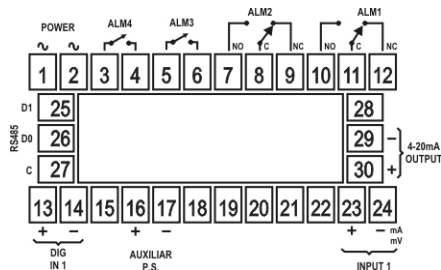 POWER ALM4 ALM3 ALM2 ALM1
NO C NC NO C NC
1 2 3 4 5 6 7 8 9 10 11 12
D1 25 28
RS485 D0 26 29 − 4-20mA
OUTPUT
C 27 30 +
13 14 15 16 17 18 19 20 21 22 23 24
+ − + − + − mA
mV
DIG
IN 1
AUXILIAR
P.S.
INPUT 1